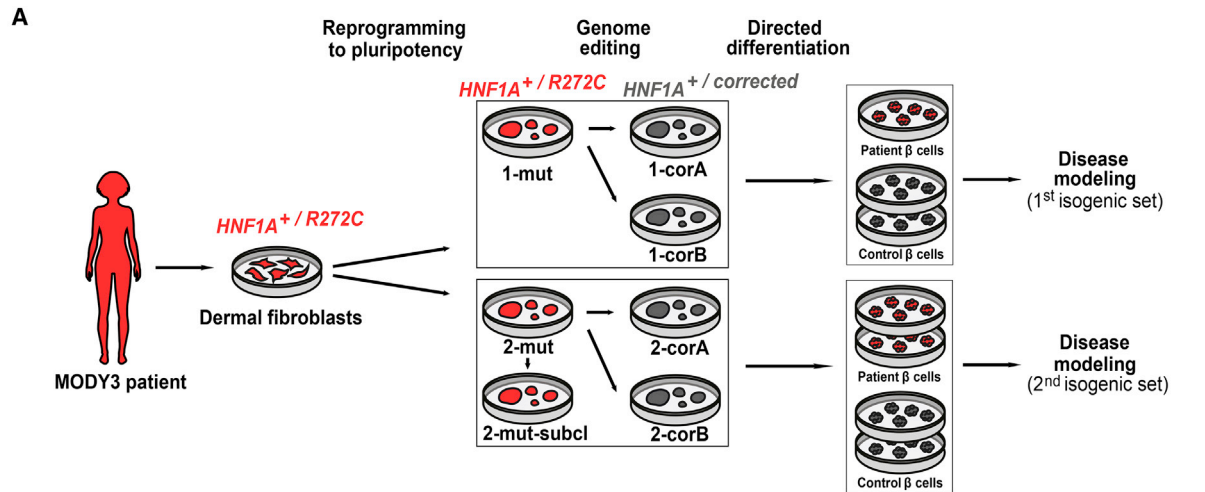 A
Reprogramming
to pluripotency
Genome
editing
Directed
differentiation
HNF1A+ / R272C
HNF1A+ / corrected
1-mut
1-corA
1-corB
Patient β cells
Control β cells
Disease
modeling
(1st isogenic set)
HNF1A+ / R272C
Dermal fibroblasts
MODY3 patient
2-mut
2-corA
2-mut-subcl
2-corB
Patient β cells
Control β cells
Disease
modeling
(2nd isogenic set)